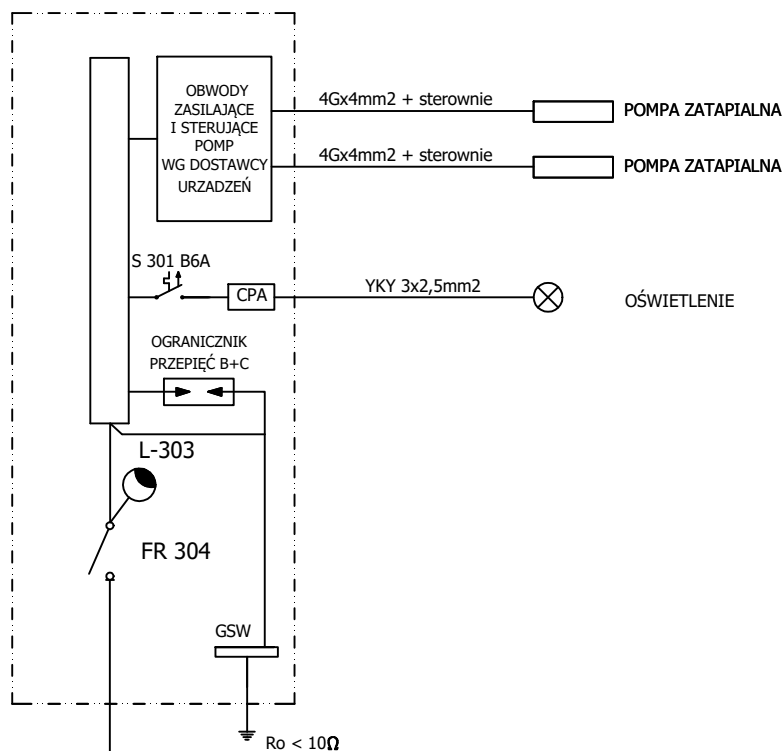 OBWODY
ZASILAJĄCE
I STERUJĄCE
POMP
WG DOSTAWCY
URZADZEŃ
4Gx4mm2 + sterownie
POMPA ZATAPIALNA
4Gx4mm2 + sterownie
POMPA ZATAPIALNA
S 301 B6A
CPA
YKY 3x2,5mm2
OŚWIETLENIE
OGRANICZNIK
PRZEPIĘĆ B+C
L-303
FR 304
GSW
Ro < 10Ω